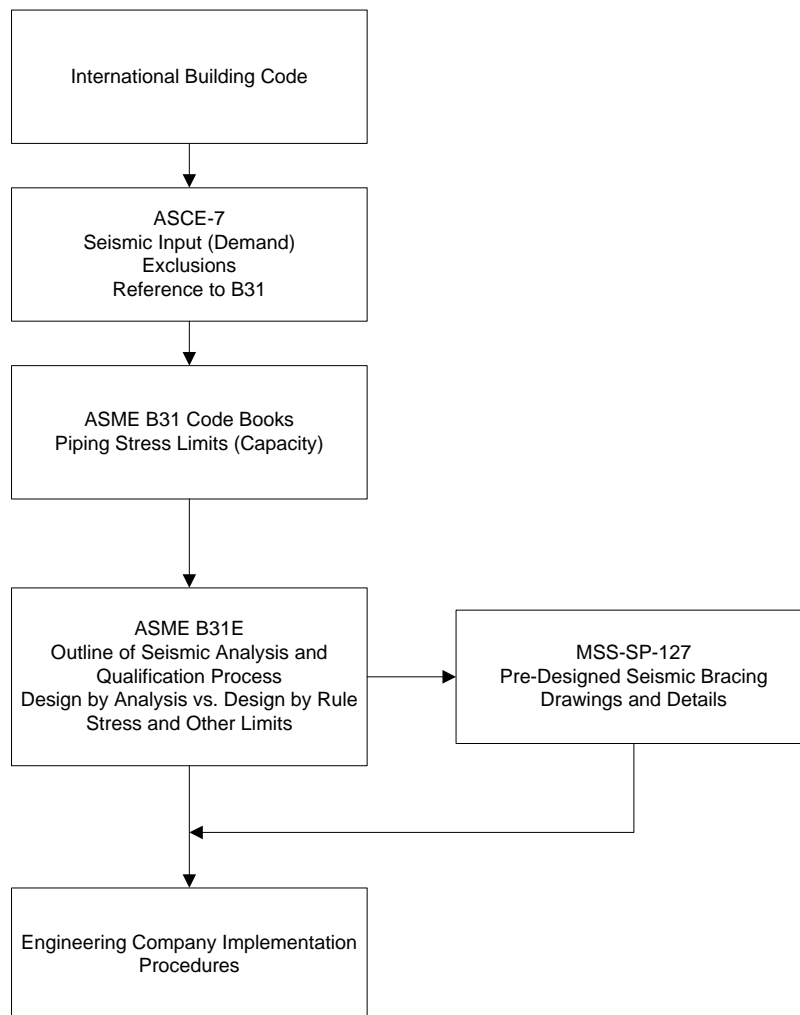 International Building Code
ASCE-7
Seismic Input (Demand)
Exclusions
Reference to B31
ASME B31 Code Books
Piping Stress Limits (Capacity)
ASME B31E
Outline of Seismic Analysis and
Qualification Process
Design by Analysis vs. Design by Rule
Stress and Other Limits
MSS-SP-127
Pre-Designed Seismic Bracing
Drawings and Details
Engineering Company Implementation
Procedures